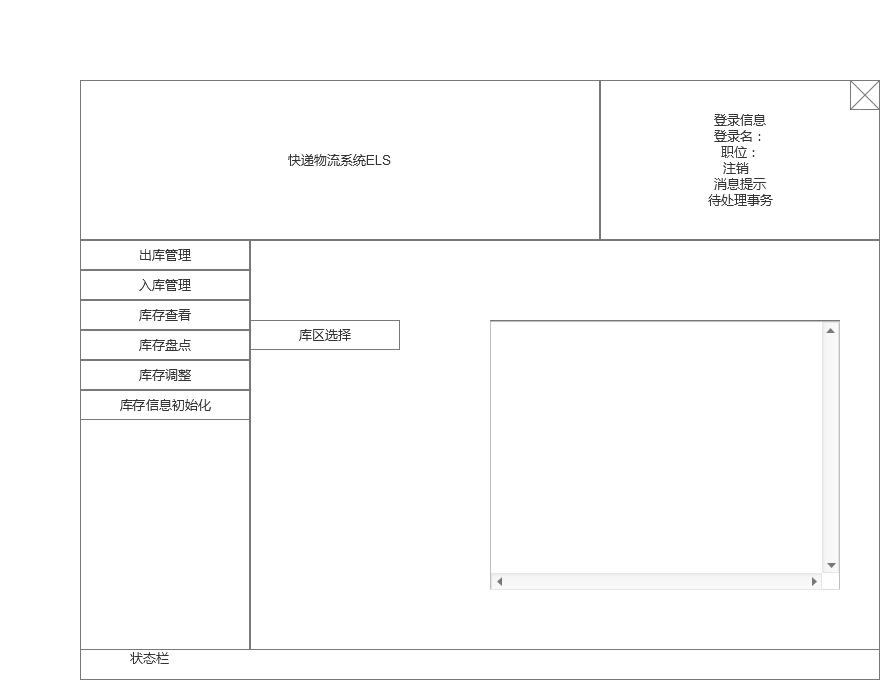 快递物流系统ELS
登录信息
登录名：
职位：
注销
消息提示
待处理事务
出库管理
入库管理
库存查看
库存盘点
库存调整
库存信息初始化
库区选择
状态栏